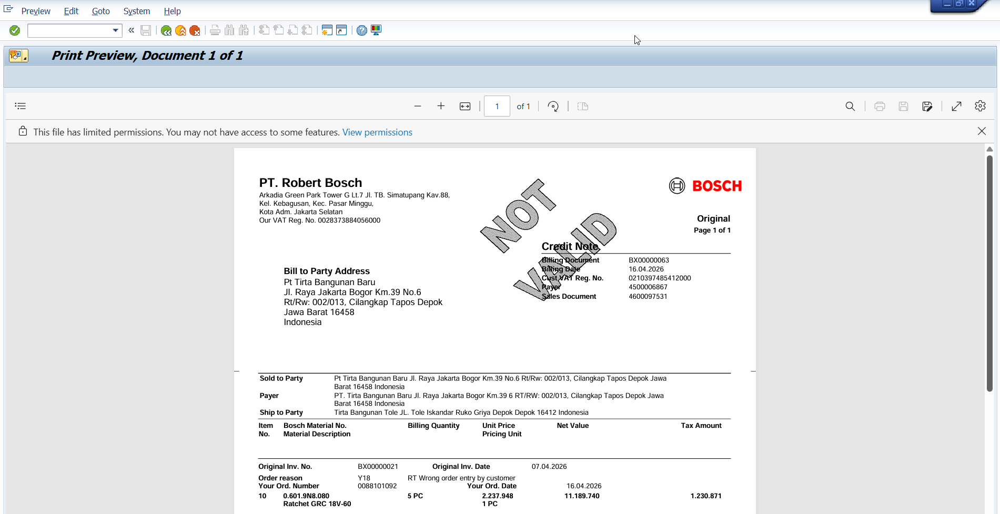 Preview Edit Goto System Help
Print Preview, Document 1 of 1
1 of 1
This file has limited permissions. You may not have access to some features. View permissions
PT. Robert Bosch
Arkadia Green Park Tower G Lt.7 Jl. TB. Simatupang Kav.88,
Kel. Kebagusan, Kec. Pasar Minggu,
Kota Adm. Jakarta Selatan
Our VAT Reg. No. 0028373884056000
NOT
VALID
BOSCH
Original
Page 1 of 1
Credit Note
Billing Document BX00000063
Billing Date 16.04.2026
Cust.VAT Reg. No. 0210397485412000
Payer 4500006867
Sales Document 4600097531
Bill to Party Address
Pt Tirta Bangunan Baru
Jl. Raya Jakarta Bogor Km.39 No.6
Rt/Rw: 002/013, Cilangkap Tapos Depok
Jawa Barat 16458
Indonesia
Sold to Party Pt Tirta Bangunan Baru Jl. Raya Jakarta Bogor Km.39 No.6 Rt/Rw: 002/013, Cilangkap Tapos Depok Jawa
Barat 16458 Indonesia
Payer PT. Tirta Bangunan Baru Jl. Raya Jakarta Bogor Km.39 6 RT/RW: 002/013, Cilangkap Tapos Depok Jawa
Barat 16458 Indonesia
Ship to Party Tirta Bangunan Tole JL. Tole Iskandar Ruko Griya Depok Depok 16412 Indonesia
Item Bosch Material No. Billing Quantity Unit Price Net Value Tax Amount
No. Material Description Pricing Unit
Original Inv. No. BX00000021 Original Inv. Date 07.04.2026
Order reason Y18 RT Wrong order entry by customer
Your Ord. Number 0088101092 Your Ord. Date 16.04.2026
10 0.601.9N8.080 5 PC 2.237.948 11.189.740 1.230.871
Ratchet GRC 18V-60 1 PC